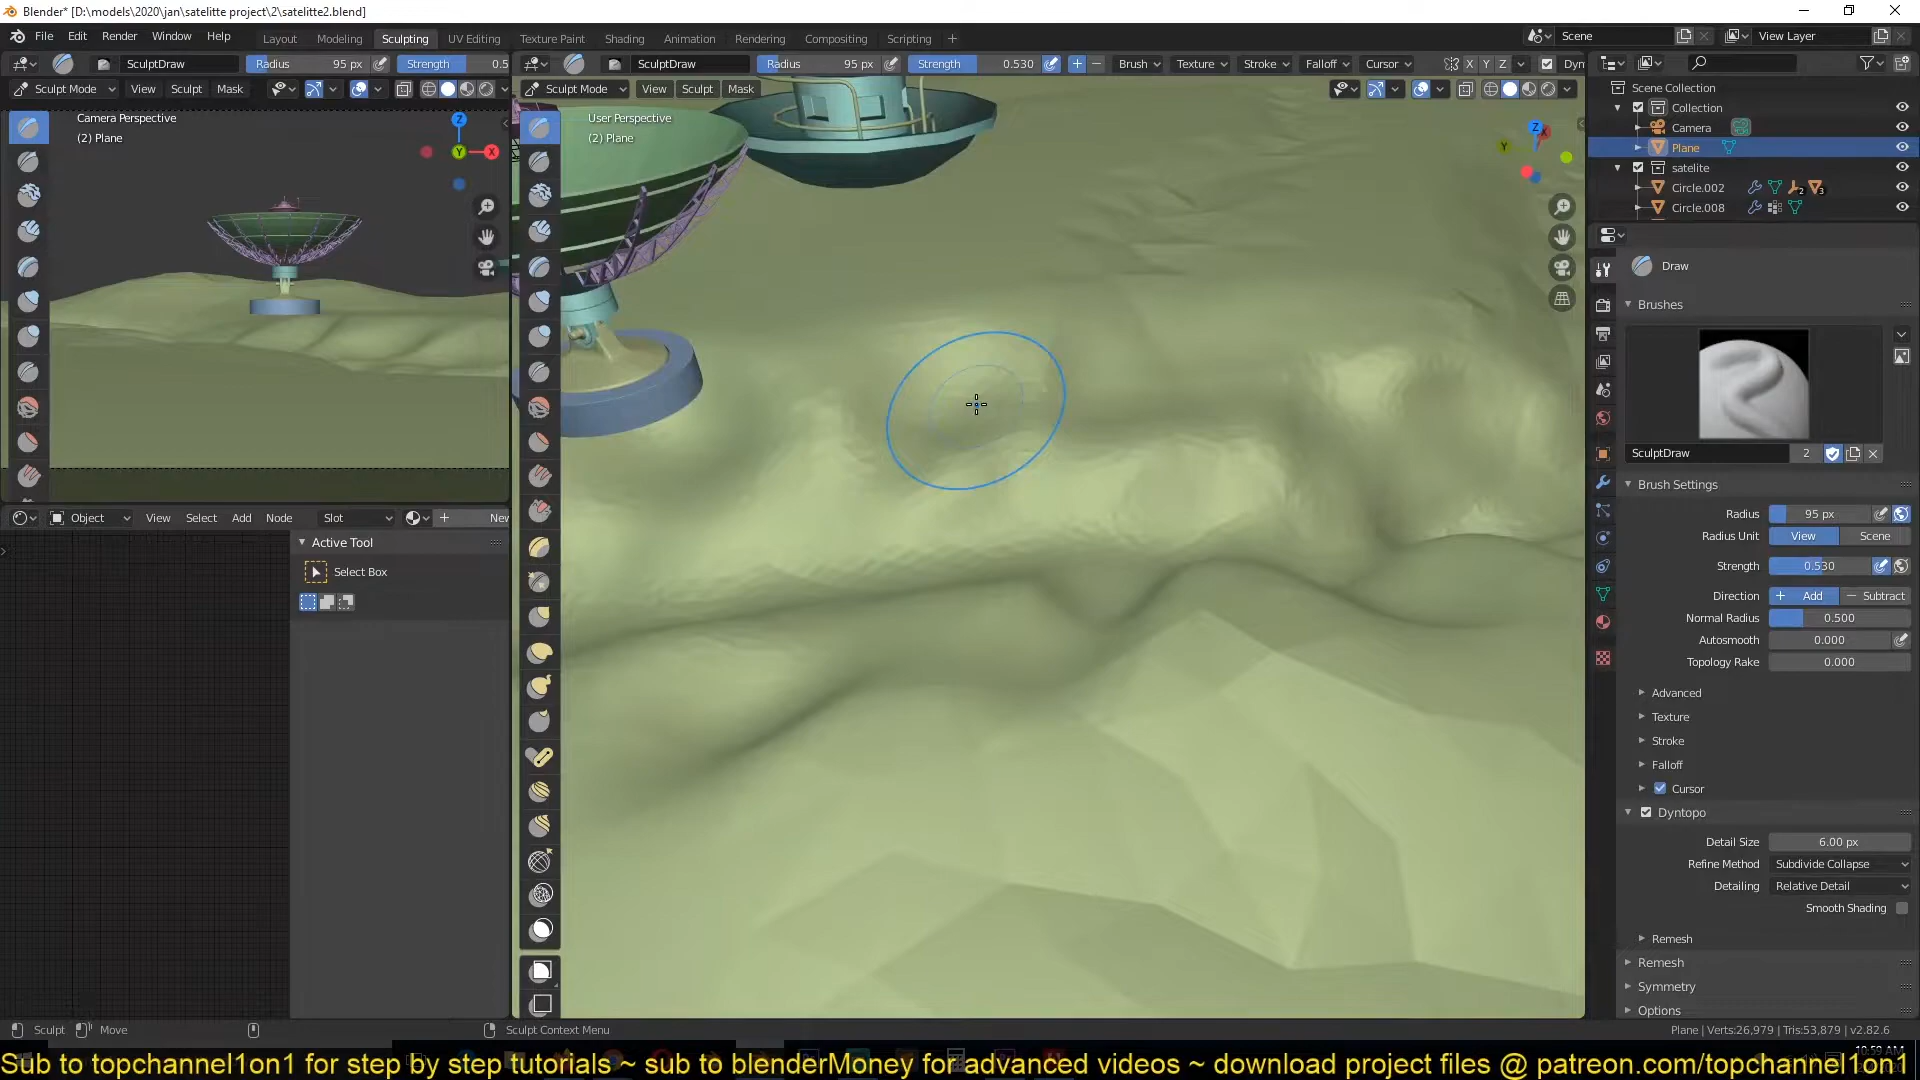 Blender* [D:\models\2020\jan\satelitte project\2\satelitte2.blend]
File Edit Render Window Help Layout Modeling Sculpting UV Editing Texture Paint Shading Animation Rendering Compositing Scripting + Scene View Layer
SculptDraw Radius 95 px Strength 0.5 SculptDraw Radius 95 px Strength 0.530 Brush Texture Stroke Falloff Cursor X Y Z Dyn
Sculpt Mode View Sculpt Mask Sculpt Mode View Sculpt Mask
Scene Collection
Collection
Camera
Plane
satelite
Circle.002
Circle.008
Camera Perspective
(2) Plane
User Perspective
(2) Plane
Draw
Brushes
SculptDraw 2
Brush Settings
Radius 95 px
Radius Unit View Scene
Strength 0.530
Direction + Add − Subtract
Normal Radius 0.500
Autosmooth 0.000
Topology Rake 0.000
Advanced
Texture
Stroke
Falloff
Cursor
Dyntopo
Detail Size 6.00 px
Refine Method Subdivide Collapse
Detailing Relative Detail
Smooth Shading
Remesh
Remesh
Symmetry
Options
Object View Select Add Node Slot + New
Active Tool
Select Box
Sculpt Move Sculpt Context Menu Plane | Verts:26,979 | Tris:53,879 | v2.82.6
10:59 AM
Sub to topchannel1on1 for step by step tutorials ~ sub to blenderMoney for advanced videos ~ download project files @ patreon.com/topchannel1on1